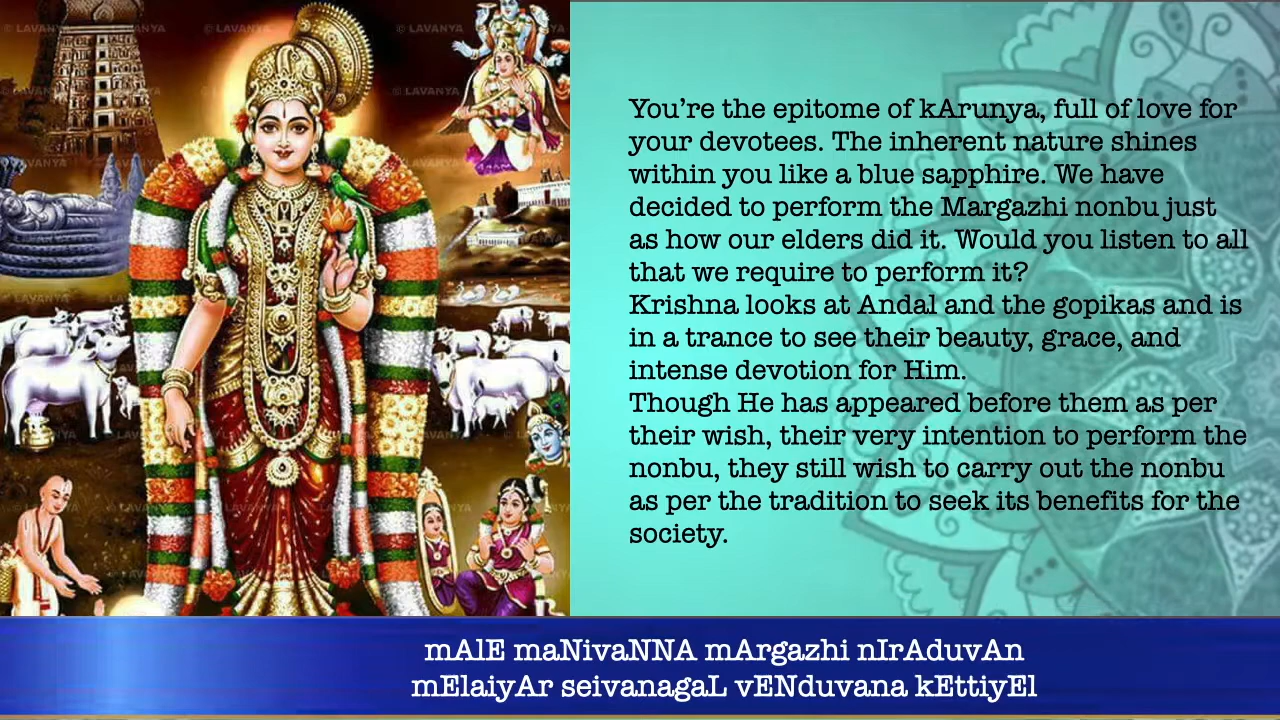 © LAVANYA
© LAVANYA
© LAVANYA
© LAVANYA
You’re the epitome of kArunya, full of love for
your devotees. The inherent nature shines
within you like a blue sapphire. We have
decided to perform the Margazhi nonbu just
as how our elders did it. Would you listen to all
that we require to perform it?
Krishna looks at Andal and the gopikas and is
in a trance to see their beauty, grace, and
intense devotion for Him.
Though He has appeared before them as per
their wish, their very intention to perform the
nonbu, they still wish to carry out the nonbu
as per the tradition to seek its benefits for the
society.
mAlE maNivaNNA mArgazhi nIrAduvAn
mElaiyAr seivanagaL vENduvana kEttiyEl